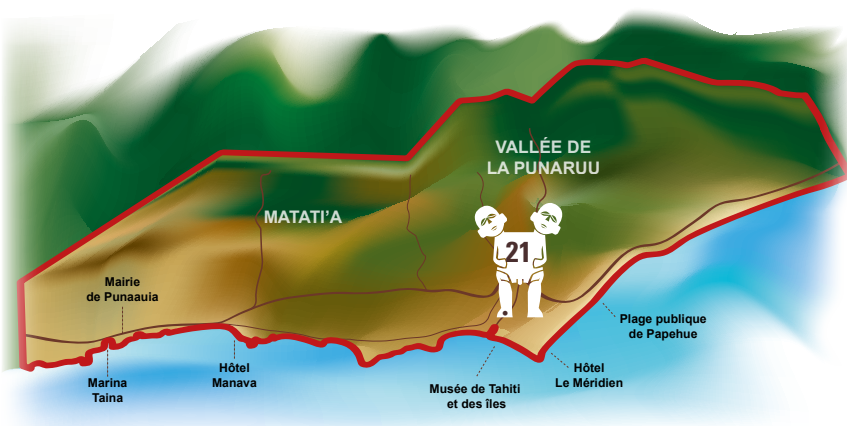 VALLÉE DE
LA PUNARUU
MATATI'A
21
Mairie
de Punaauia
Plage publique
de Papehue
Marina
Taina
Hôtel
Manava
Musée de Tahiti
et des îles
Hôtel
Le Méridien